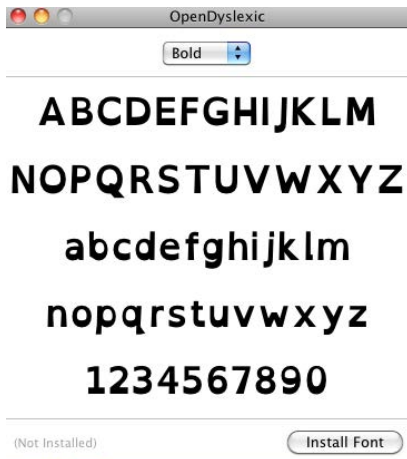 OpenDyslexic
Bold
ABCDEFGHIJKLM
NOPQRSTUVWXYZ
abcdefghijklm
nopqrstuvwxyz
1234567890
(Not Installed) Install Font